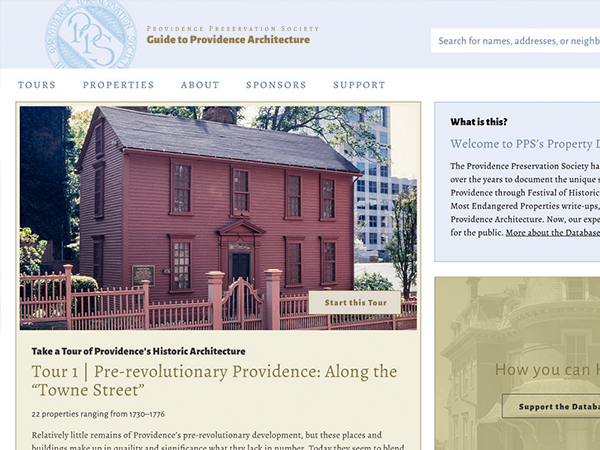 PROVIDENCE PRESERVATION SOCIETY
PPS
Providence Preservation Society
Guide to Providence Architecture
Search for names, addresses, or neighb
TOURS PROPERTIES ABOUT SPONSORS SUPPORT
Start this Tour
Take a Tour of Providence's Historic Architecture
Tour 1 | Pre-revolutionary Providence: Along the
“Towne Street”
22 properties ranging from 1730–1776
Relatively little remains of Providence's pre-revolutionary development, but these places and
buildings make up in quality and significance what they lack in number. Today they seem to blend
What is this?
Welcome to PPS's Property D
The Providence Preservation Society ha
over the years to document the unique s
Providence through Festival of Historic
Most Endangered Properties write-ups,
Providence Architecture. Now, our expe
for the public. More about the Database
How you can H
Support the Databa